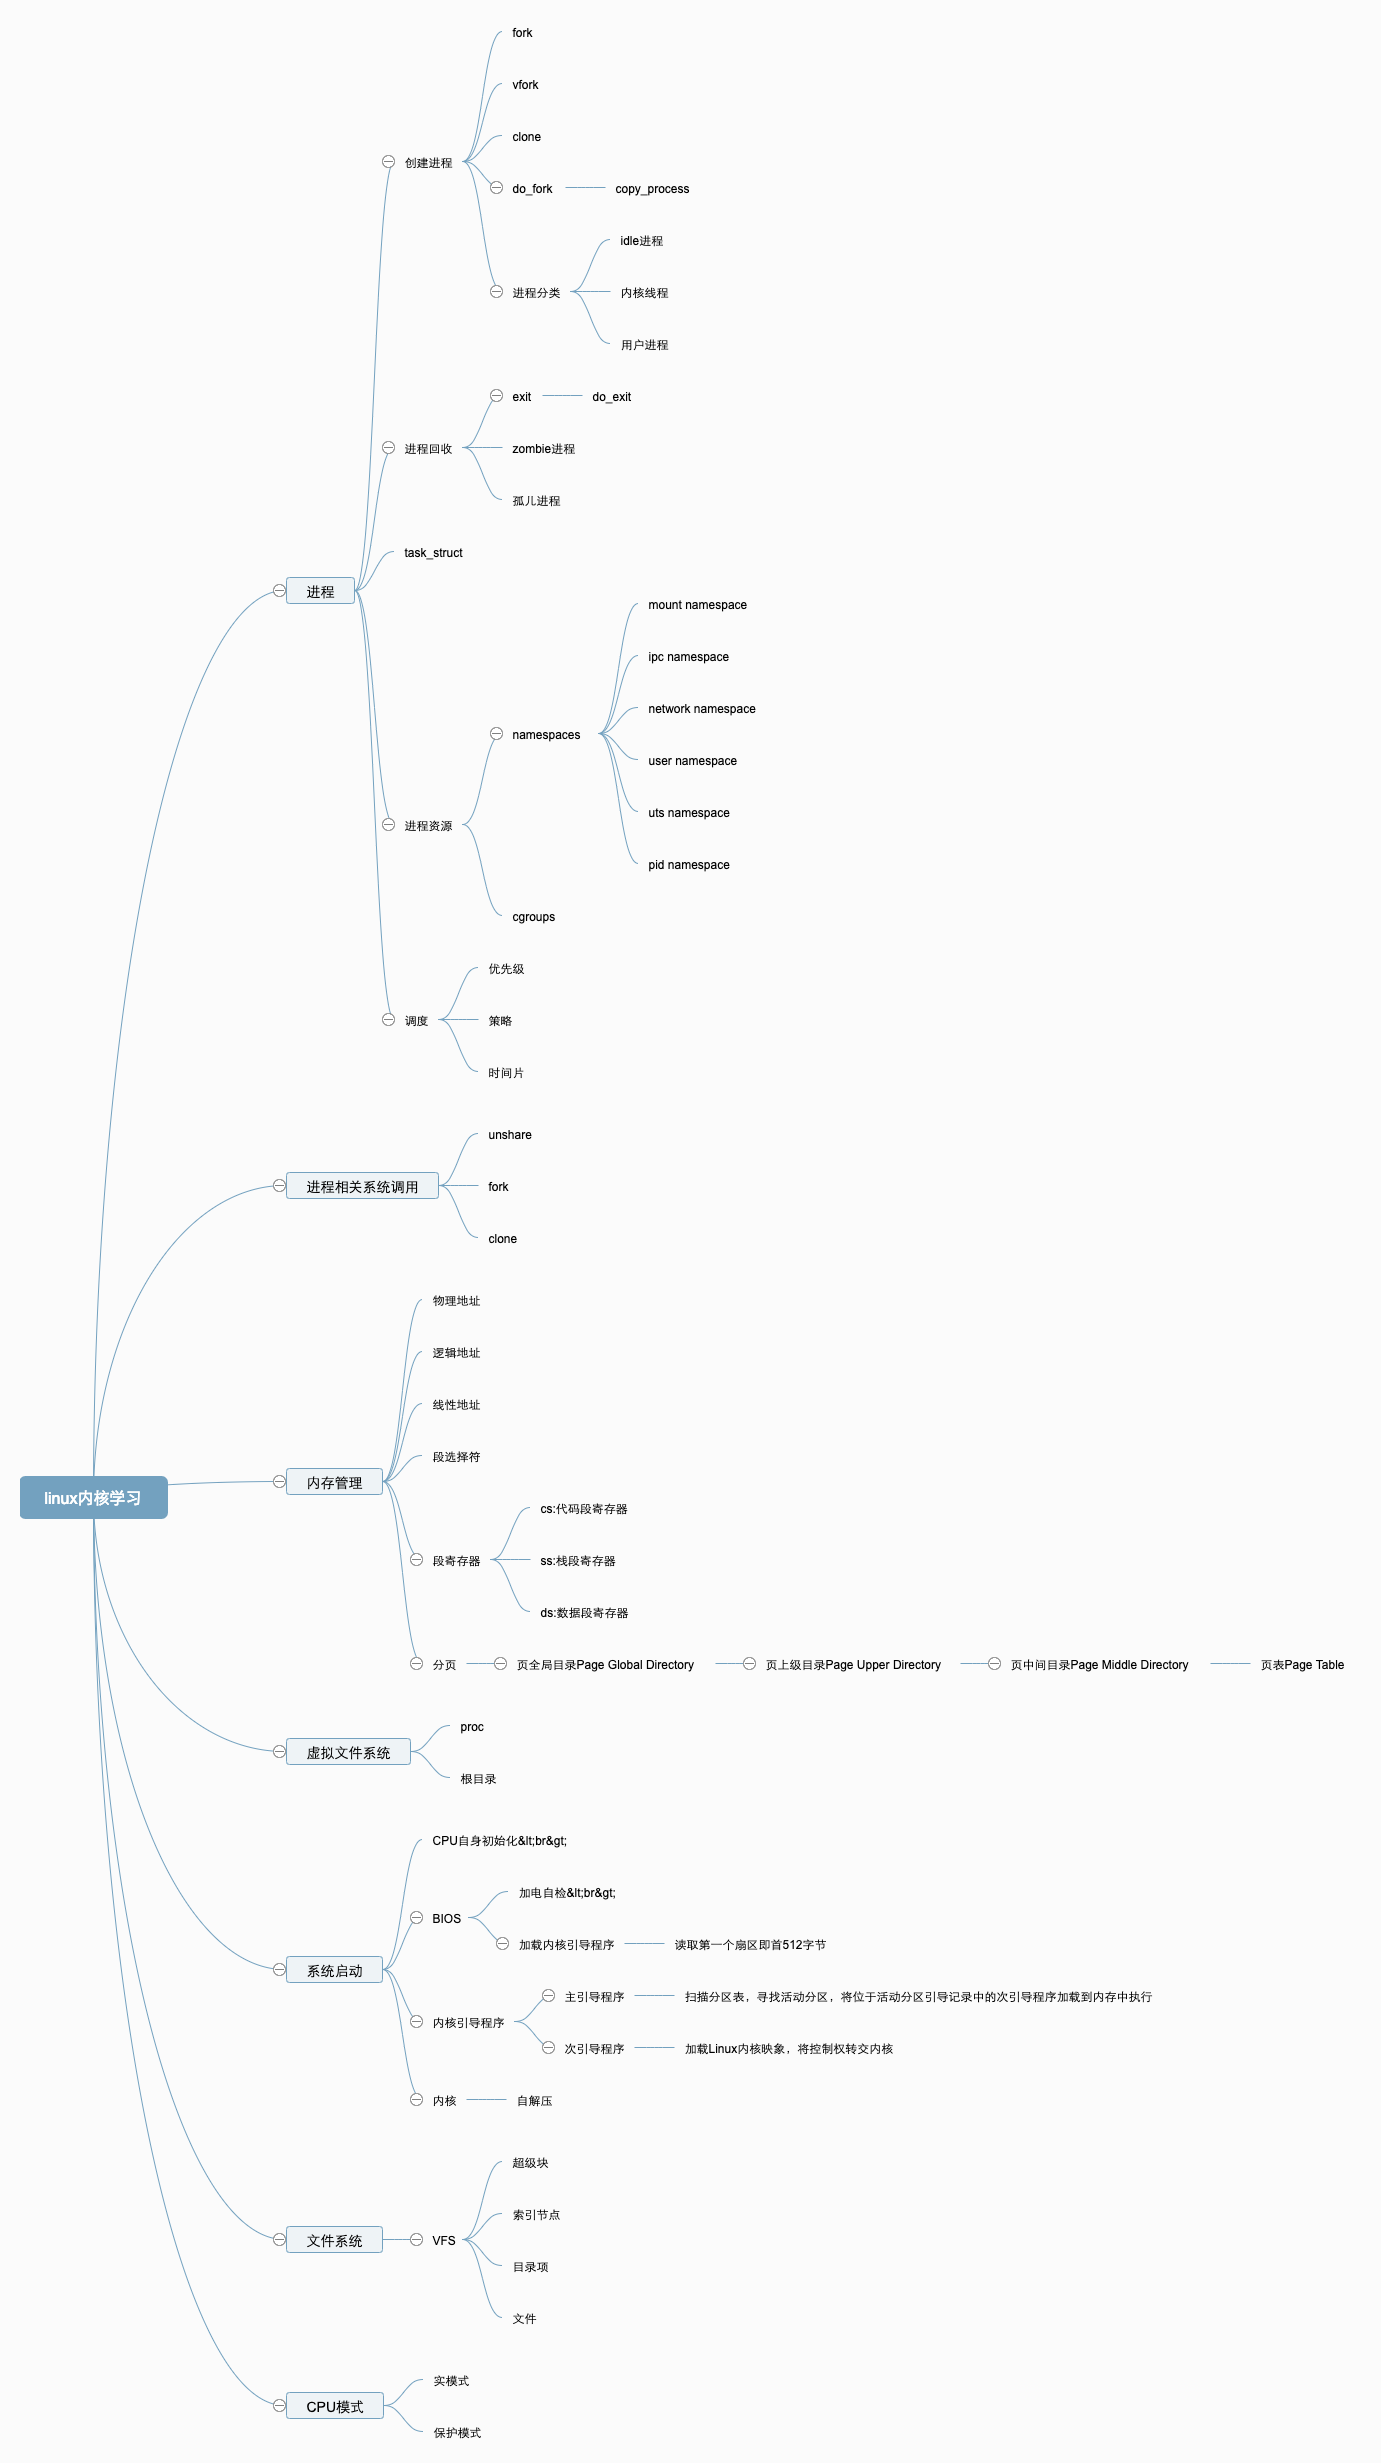 fork
vfork
clone
创建进程
do_fork
copy_process
idle进程
进程分类
内核线程
用户进程
exit
do_exit
进程回收
zombie进程
孤儿进程
task_struct
进程
mount namespace
ipc namespace
network namespace
namespaces
user namespace
uts namespace
进程资源
pid namespace
cgroups
优先级
调度
策略
时间片
unshare
进程相关系统调用
fork
clone
物理地址
逻辑地址
线性地址
段选择符
内存管理
linux内核学习
cs:代码段寄存器
段寄存器
ss:栈段寄存器
ds:数据段寄存器
分页
页全局目录Page Global Directory
页上级目录Page Upper Directory
页中间目录Page Middle Directory
页表Page Table
proc
虚拟文件系统
根目录
CPU自身初始化&lt;br&gt;
加电自检&lt;br&gt;
BIOS
加载内核引导程序
读取第一个扇区即首512字节
系统启动
主引导程序
扫描分区表，寻找活动分区，将位于活动分区引导记录中的次引导程序加载到内存中执行
内核引导程序
次引导程序
加载Linux内核映象，将控制权转交内核
内核
自解压
超级块
索引节点
文件系统
VFS
目录项
文件
实模式
CPU模式
保护模式